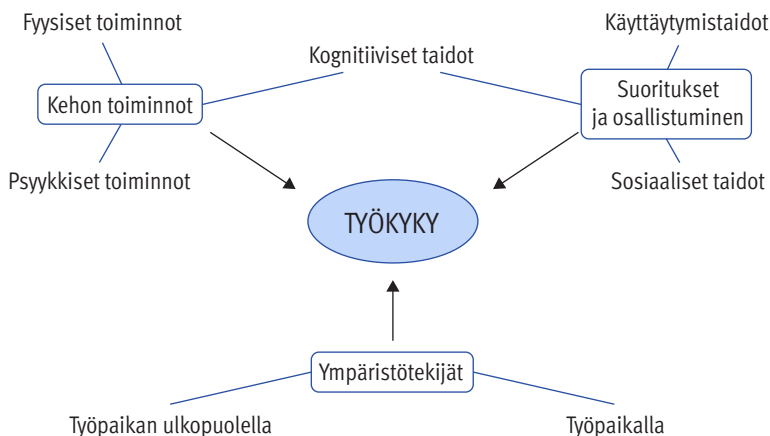 Fyysiset toiminnot
Käyttäytymistaidot
Kognitiiviset taidot
Kehon toiminnot
Suoritukset
ja osallistuminen
Psyykkiset toiminnot
Sosiaaliset taidot
TYÖKYKY
Ympäristötekijät
Työpaikan ulkopuolella
Työpaikalla